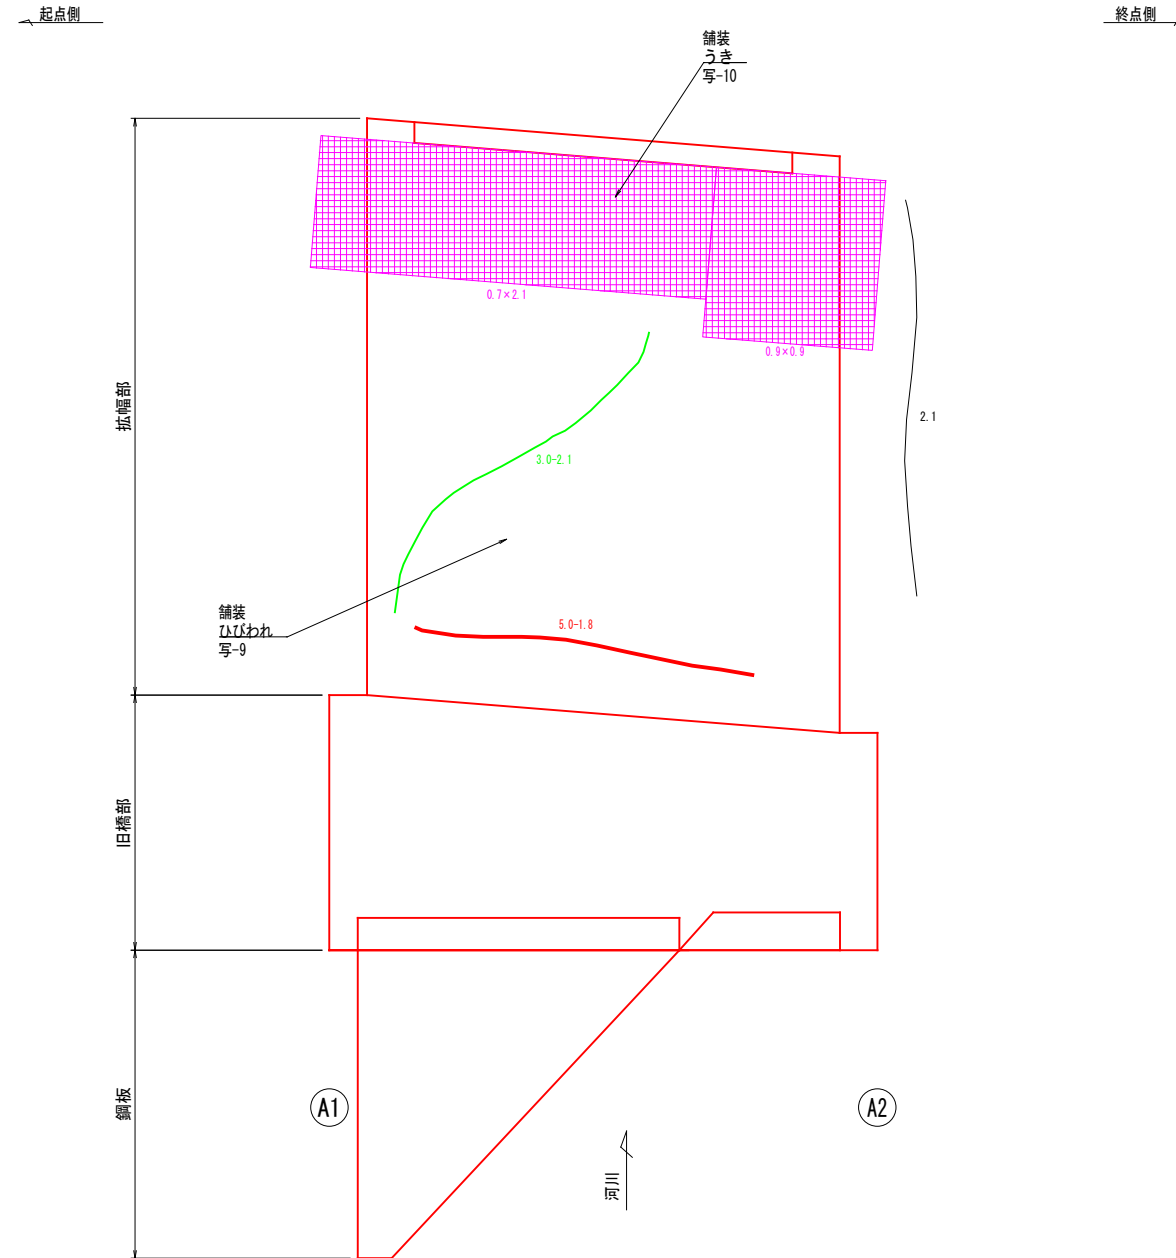 起点側
終点側
舗装
うき
写-10
0.7×2.1
0.9×0.9
拡幅部
2.1
3.0-2.1
舗装
ひびわれ
写-9
5.0-1.8
旧橋部
鋼板
A1
A2
河川